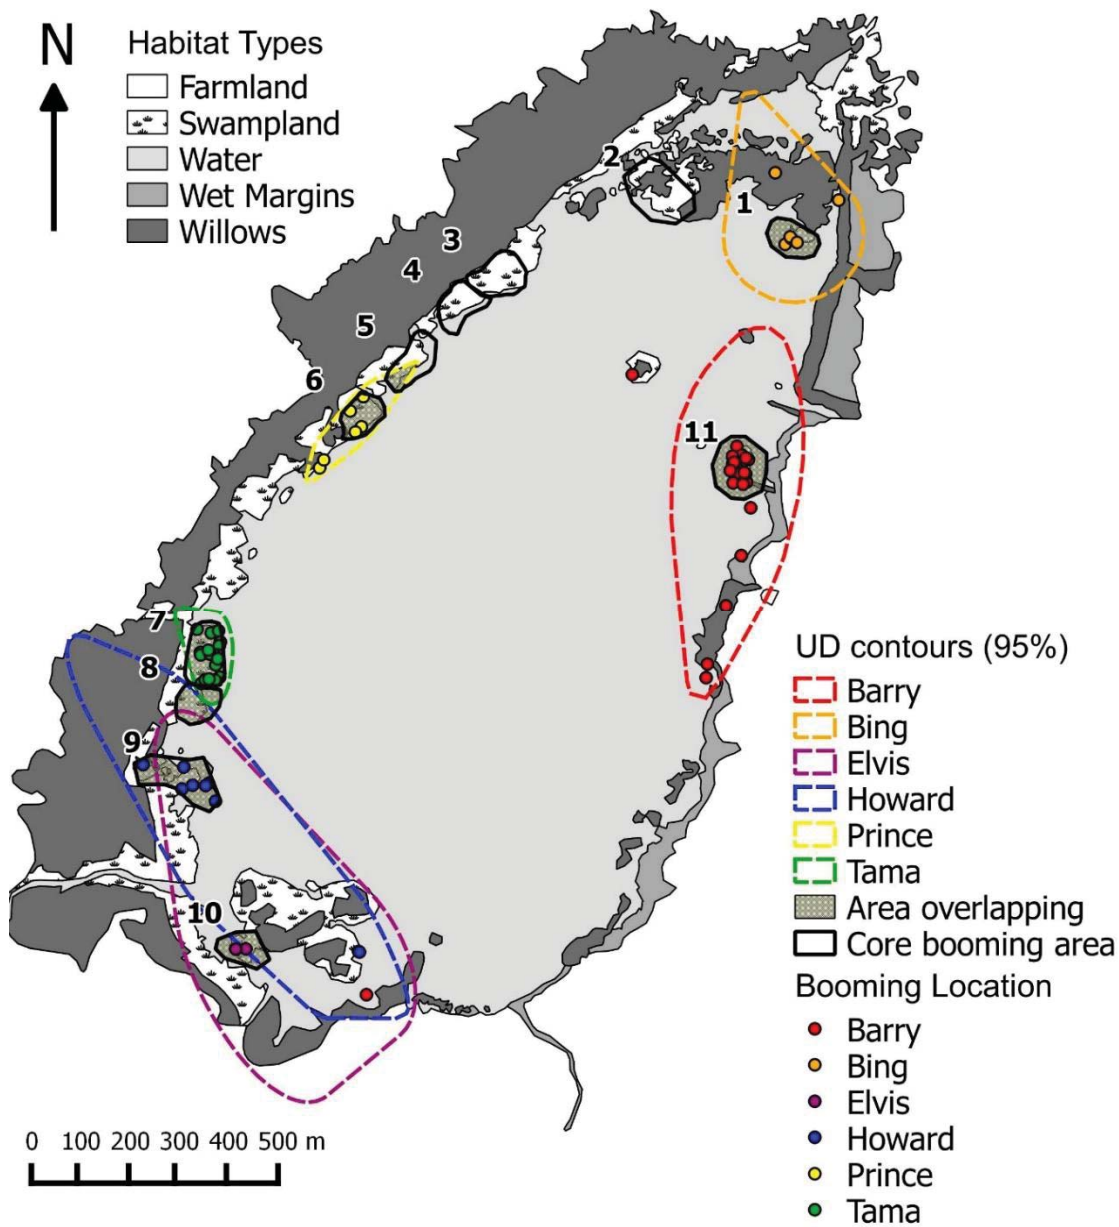 N
Habitat Types
Farmland
Swampland
Water
Wet Margins
Willows
2
1
3
4
5
6
11
7
8
9
10
UD contours (95%)
Barry
Bing
Elvis
Howard
Prince
Tama
Area overlapping
Core booming area
Booming Location
Barry
Bing
Elvis
Howard
Prince
Tama
0 100 200 300 400 500 m